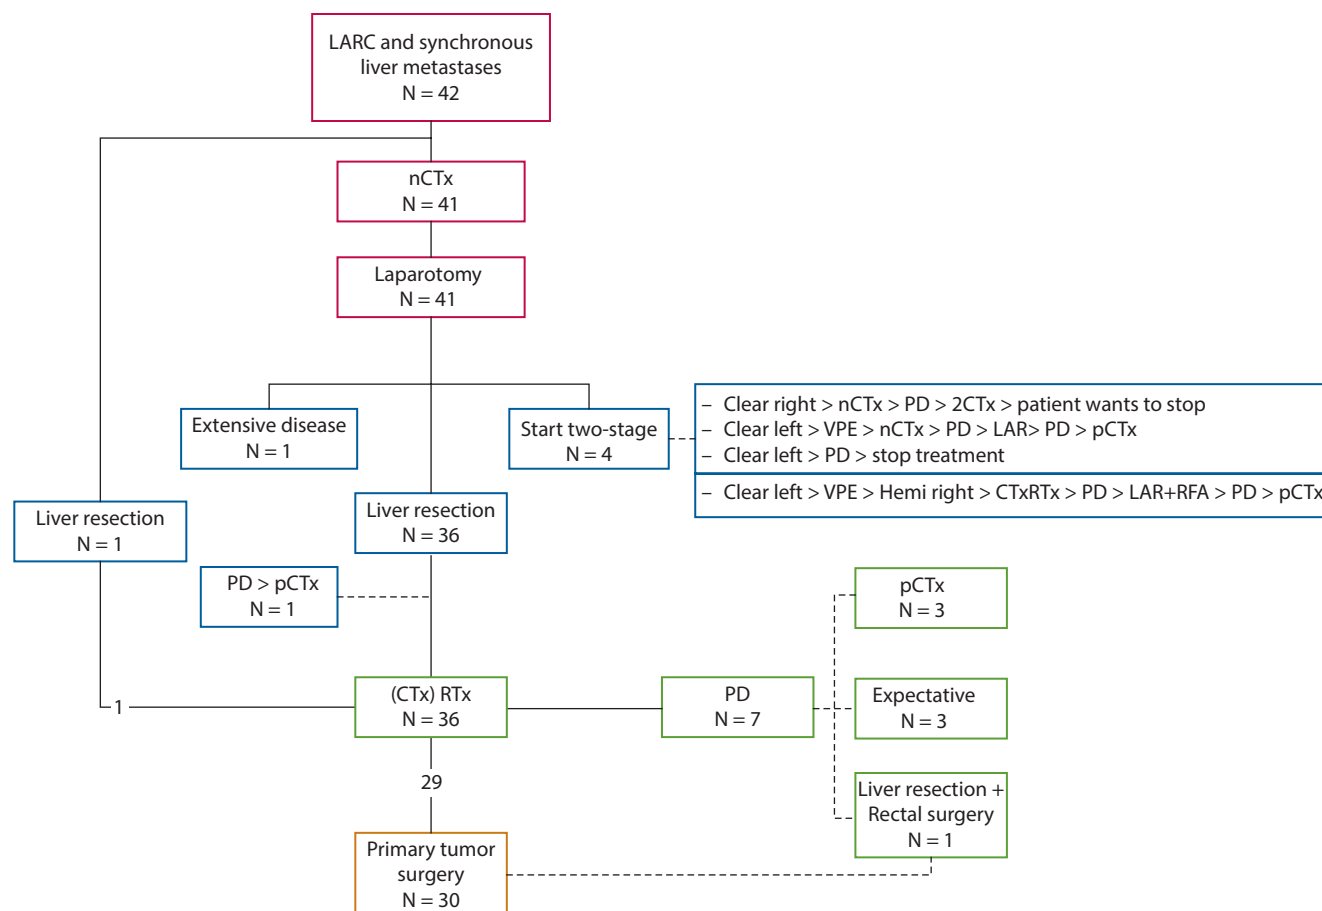 LARC and synchronous
liver metastases
N = 42
nCTx
N = 41
Laparotomy
N = 41
Extensive disease
N = 1
Start two-stage
N = 4
– Clear right > nCTx > PD > 2CTx > patient wants to stop
– Clear left > VPE > nCTx > PD > LAR> PD > pCTx
– Clear left > PD > stop treatment
– Clear left > VPE > Hemi right > CTxRTx > PD > LAR+RFA > PD > pCTx
Liver resection
N = 1
Liver resection
N = 36
PD > pCTx
N = 1
pCTx
N = 3
1
(CTx) RTx
N = 36
PD
N = 7
Expectative
N = 3
29
Liver resection +
Rectal surgery
N = 1
Primary tumor
surgery
N = 30